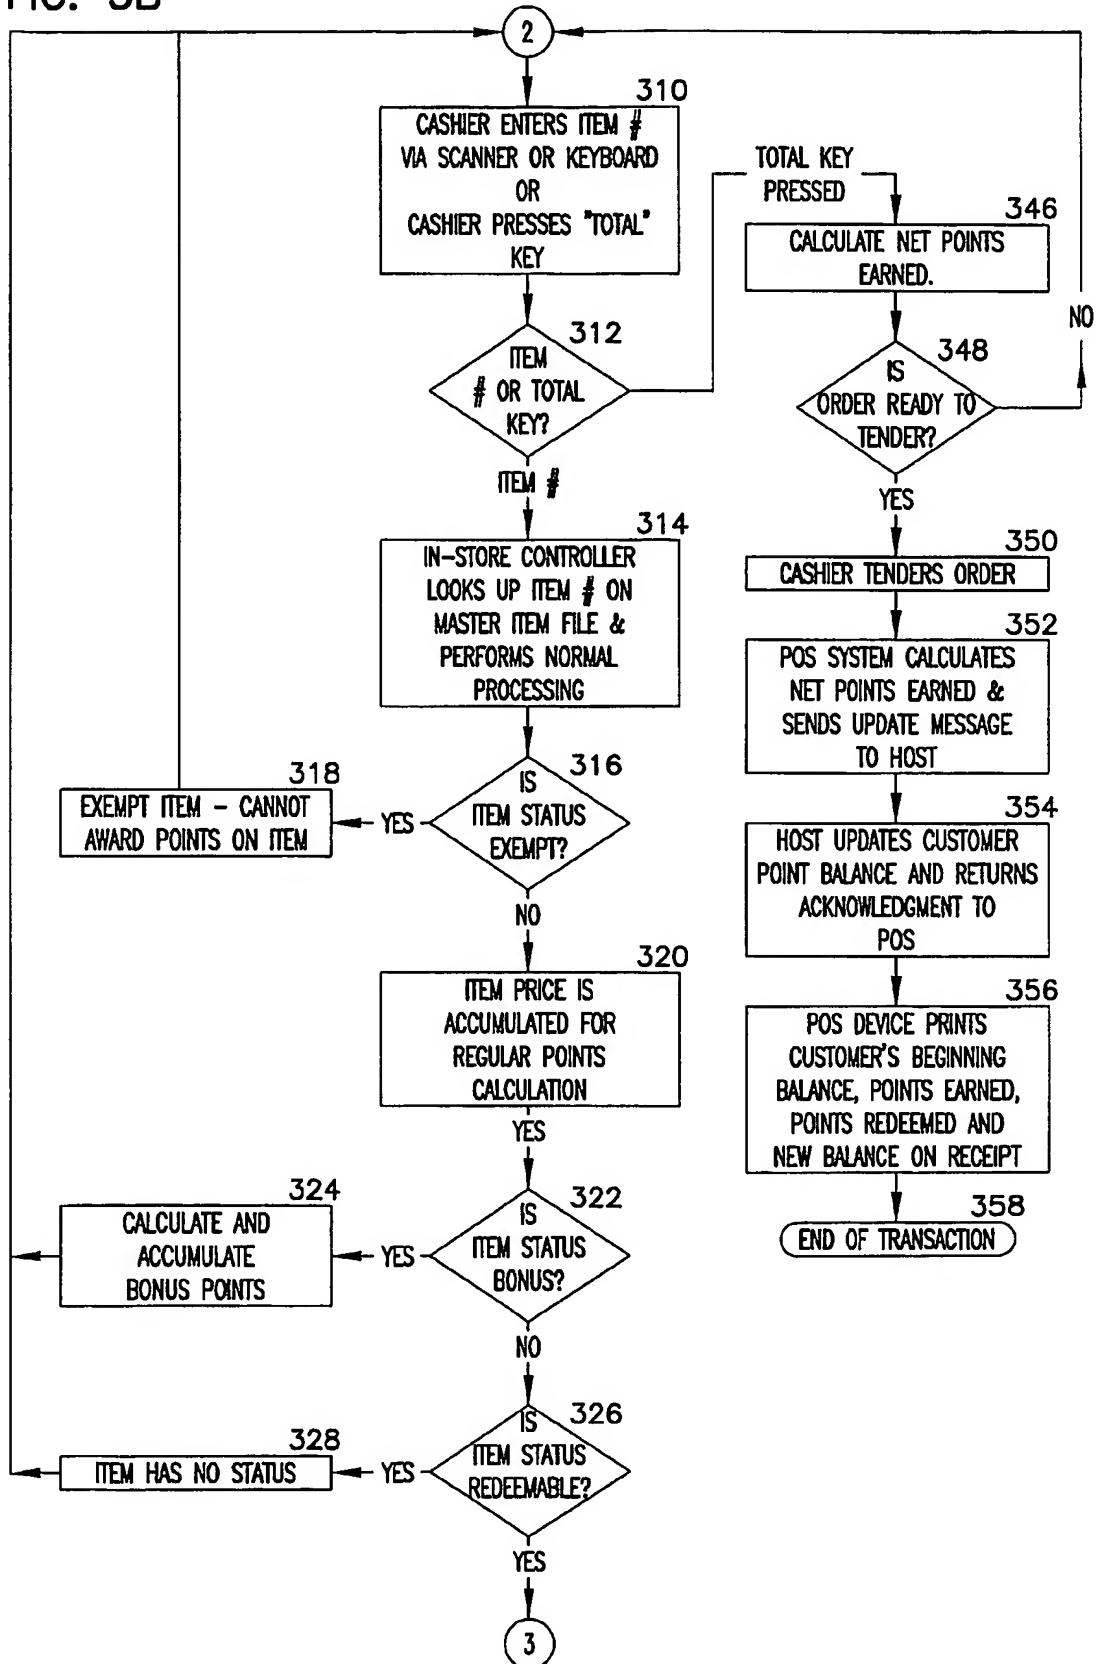 2
310
CASHIER ENTERS ITEM #
VIA SCANNER OR KEYBOARD
OR
CASHIER PRESSES "TOTAL"
KEY
312
ITEM
# OR TOTAL
KEY?
ITEM #
314
IN-STORE CONTROLLER
LOOKS UP ITEM # ON
MASTER ITEM FILE &
PERFORMS NORMAL
PROCESSING
316
IS
ITEM STATUS
EXEMPT?
YES
318
EXEMPT ITEM - CANNOT
AWARD POINTS ON ITEM
NO
320
ITEM PRICE IS
ACCUMULATED FOR
REGULAR POINTS
CALCULATION
YES
322
IS
ITEM STATUS
BONUS?
YES
324
CALCULATE AND
ACCUMULATE
BONUS POINTS
NO
326
IS
ITEM STATUS
REDEEMABLE?
YES
328
ITEM HAS NO STATUS
YES
3
TOTAL KEY
PRESSED
346
CALCULATE NET POINTS
EARNED.
348
IS
ORDER READY TO
TENDER?
NO
YES
350
CASHIER TENDERS ORDER
352
POS SYSTEM CALCULATES
NET POINTS EARNED &
SENDS UPDATE MESSAGE
TO HOST
354
HOST UPDATES CUSTOMER
POINT BALANCE AND RETURNS
ACKNOWLEDGMENT TO
POS
356
POS DEVICE PRINTS
CUSTOMER'S BEGINNING
BALANCE, POINTS EARNED,
POINTS REDEEMED AND
NEW BALANCE ON RECEIPT
358
END OF TRANSACTION